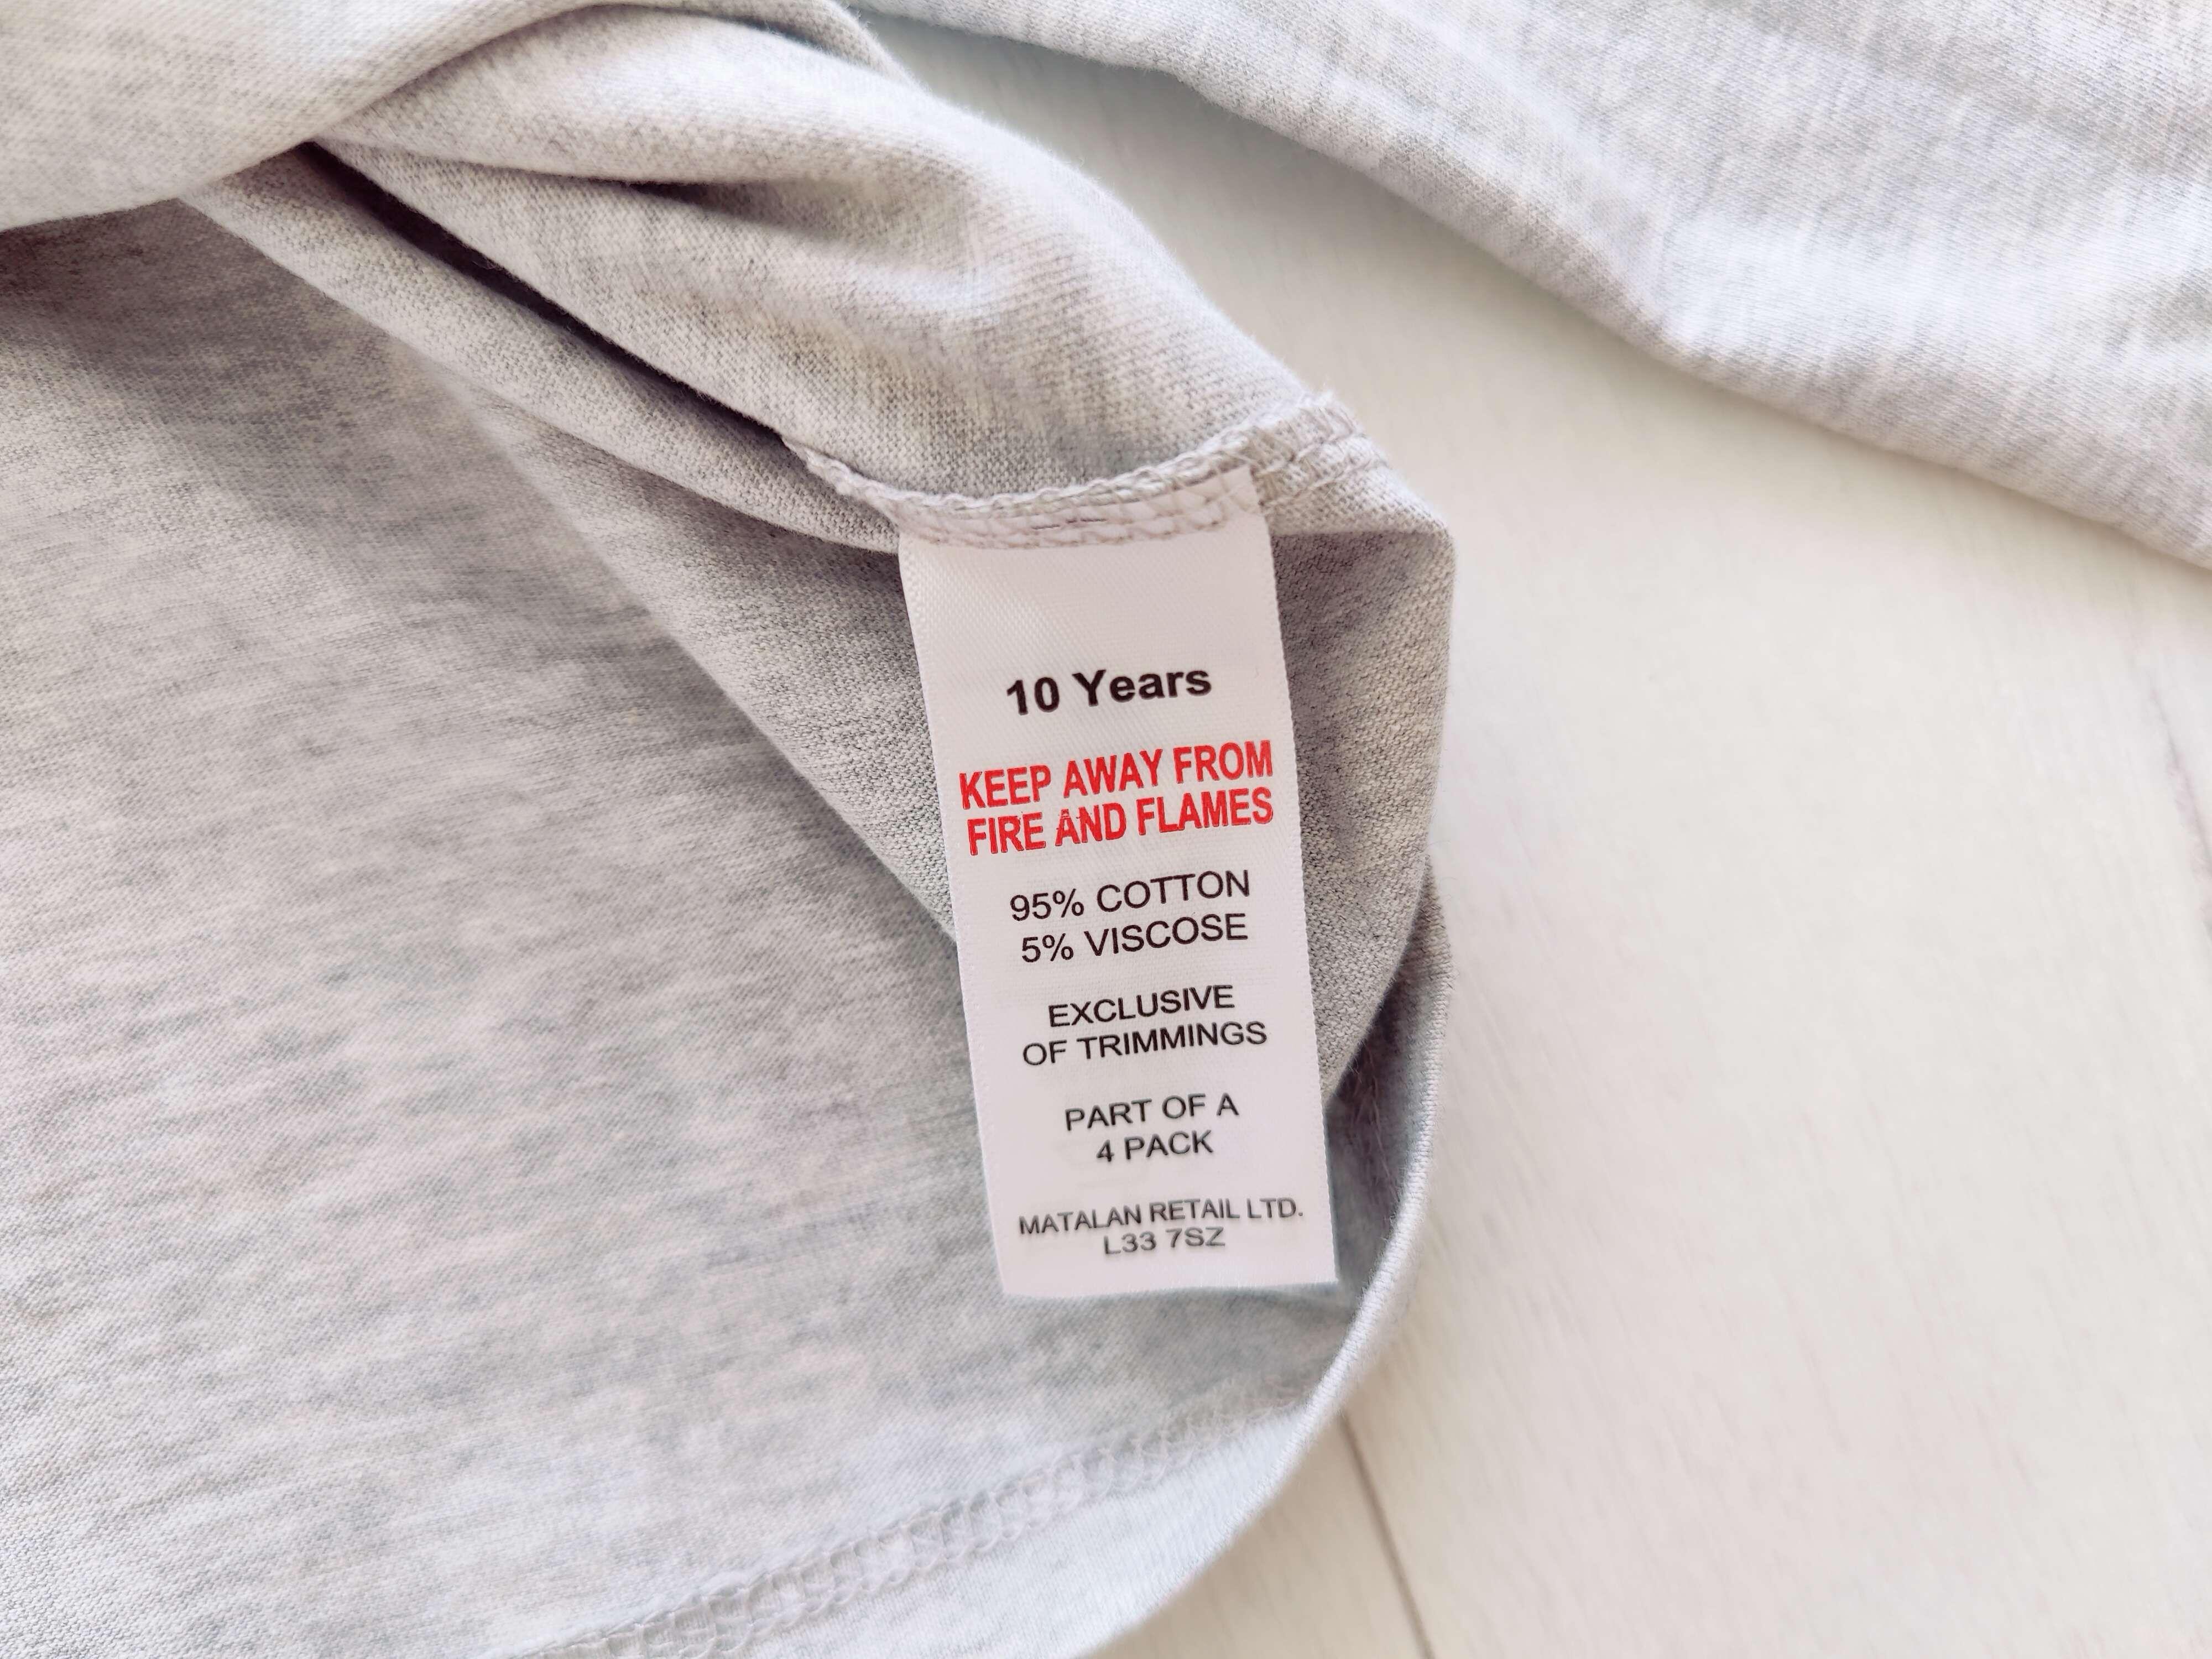 10 Years
KEEP AWAY FROM
FIRE AND FLAMES
95% COTTON
5% VISCOSE
EXCLUSIVE
OF TRIMMINGS
PART OF A
4 PACK
MATALAN RETAIL LTD.
L33 7SZ